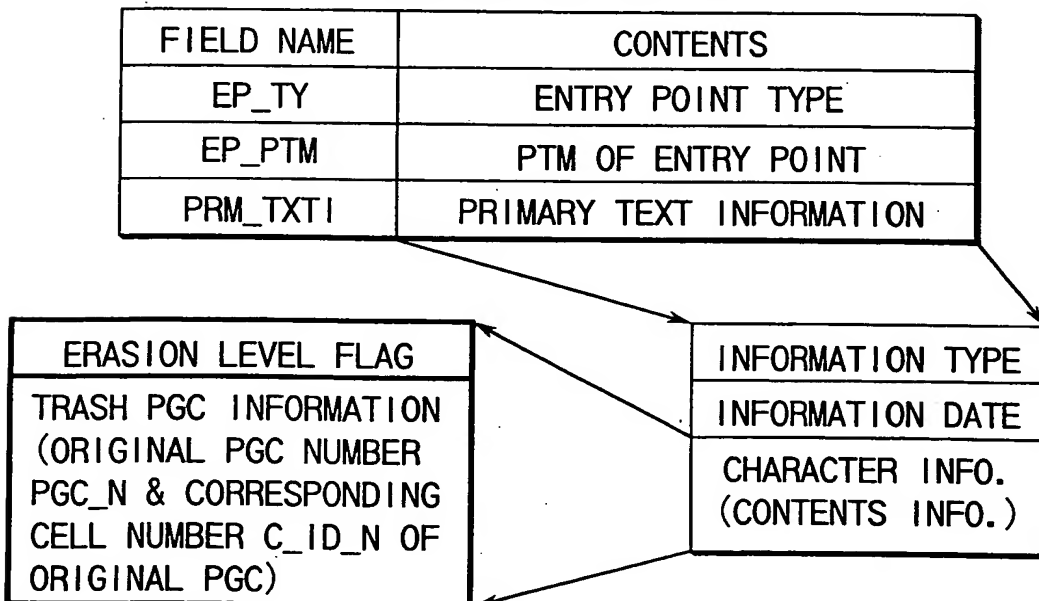 FIELD NAME CONTENTS
EP_TY ENTRY POINT TYPE
EP_PTM PTM OF ENTRY POINT
PRM_TXTI PRIMARY TEXT INFORMATION
ERASION LEVEL FLAG
TRASH PGC INFORMATION
(ORIGINAL PGC NUMBER
PGC_N & CORRESPONDING
CELL NUMBER C_ID_N OF
ORIGINAL PGC)
INFORMATION TYPE
INFORMATION DATE
CHARACTER INFO.
(CONTENTS INFO.)